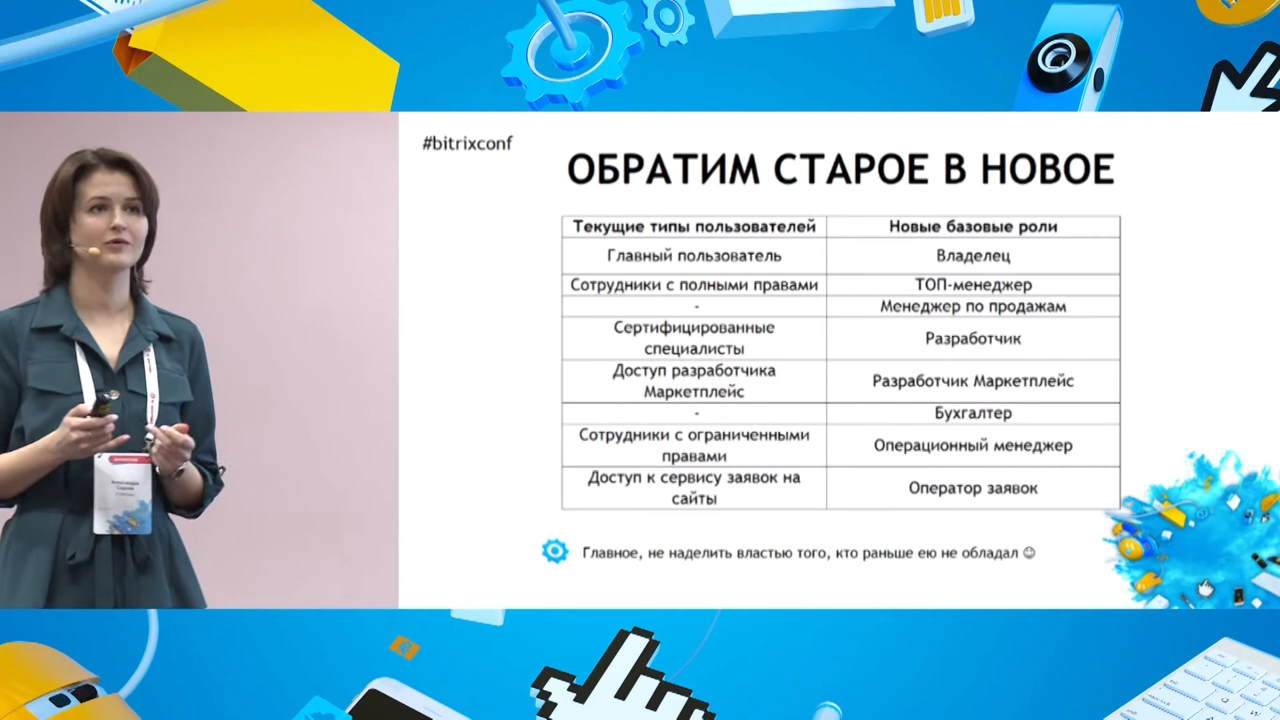 #bitrixconf
ОБРАТИМ СТАРОЕ В НОВОЕ
Текущие типы пользователей Новые базовые роли
Главный пользователь Владелец
Сотрудники с полными правами ТОП-менеджер
- Менеджер по продажам
Сертифицированные
специалисты
Разработчик
Доступ разработчика
Маркетплейс
Разработчик Маркетплейс
- Бухгалтер
Сотрудники с ограниченными
правами
Операционный менеджер
Доступ к сервису заявок на
сайты
Оператор заявок
Главное, не наделить властью того, кто раньше ею не обладал ☺